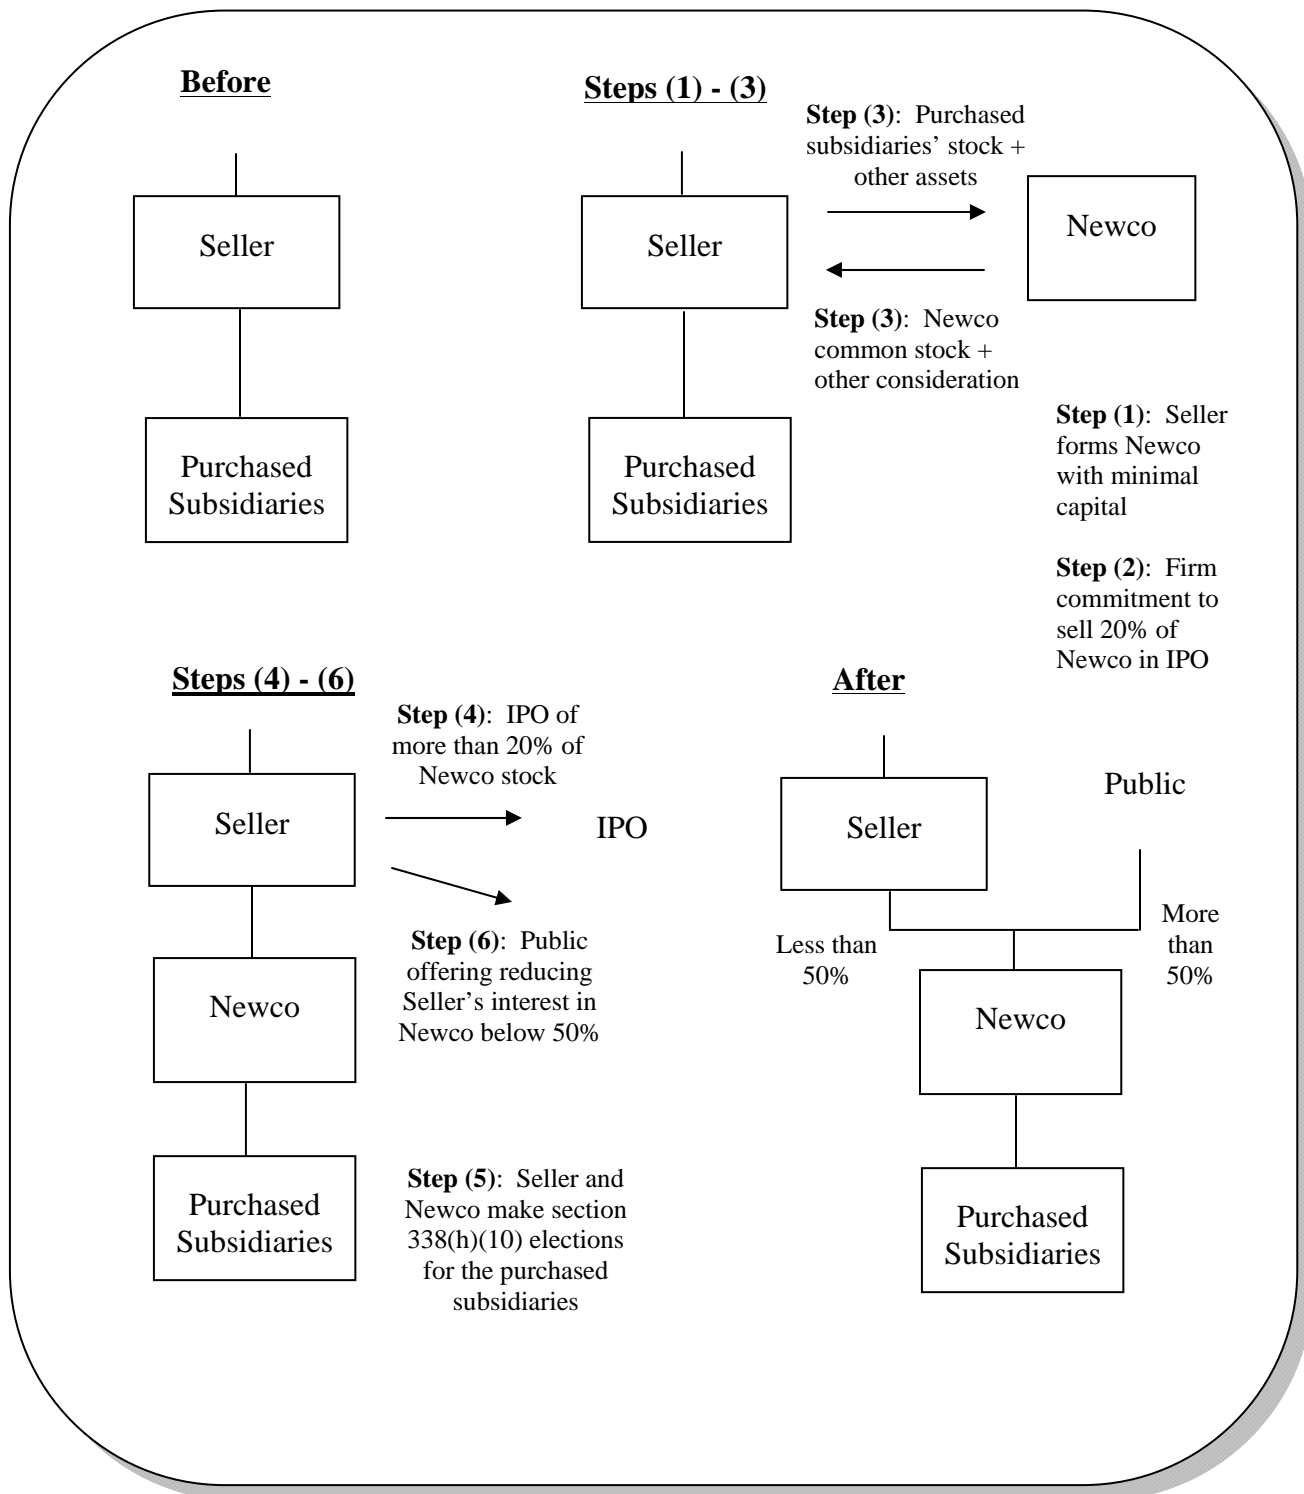 Before
Seller
Purchased
Subsidiaries
Steps (1) - (3)
Seller
Purchased
Subsidiaries
Step (3): Purchased
subsidiaries’ stock +
other assets
Newco
Step (3): Newco
common stock +
other consideration
Step (1): Seller
forms Newco
with minimal
capital
Step (2): Firm
commitment to
sell 20% of
Newco in IPO
Steps (4) - (6)
Seller
Newco
Purchased
Subsidiaries
Step (4): IPO of
more than 20% of
Newco stock
IPO
Step (6): Public
offering reducing
Seller’s interest in
Newco below 50%
Step (5): Seller and
Newco make section
338(h)(10) elections
for the purchased
subsidiaries
After
Seller
Public
Less than
50%
More
than
50%
Newco
Purchased
Subsidiaries